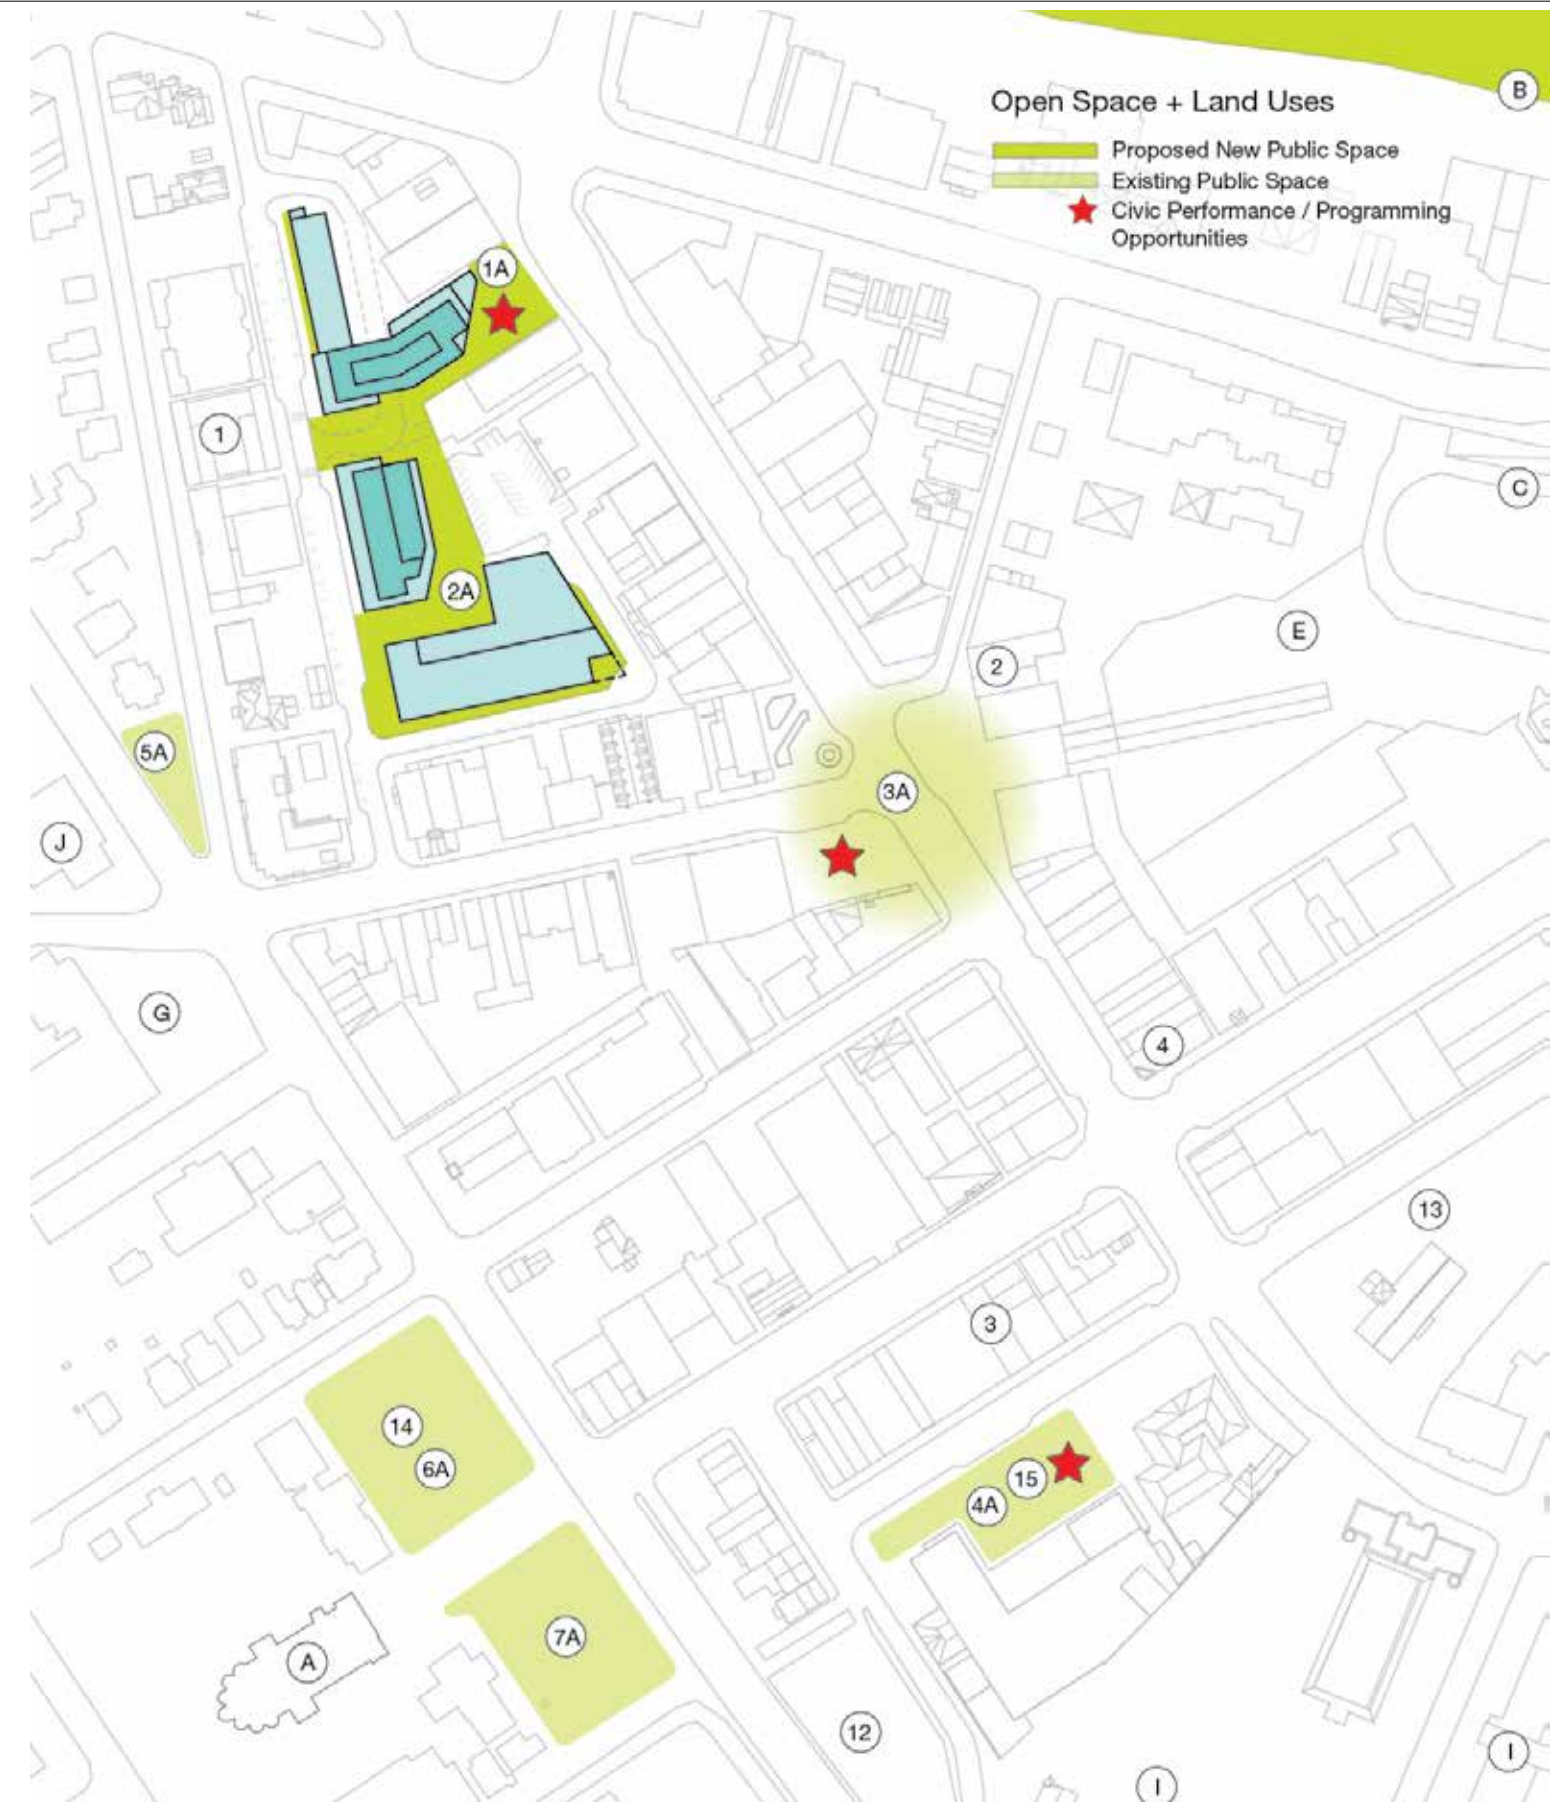 B
Open Space + Land Uses
Proposed New Public Space
Existing Public Space
Civic Performance / Programming
Opportunities
1A
1
C
2A
E
2
5A
3A
J
G
4
13
3
14
6A
15
4A
7A
A
12
I
I